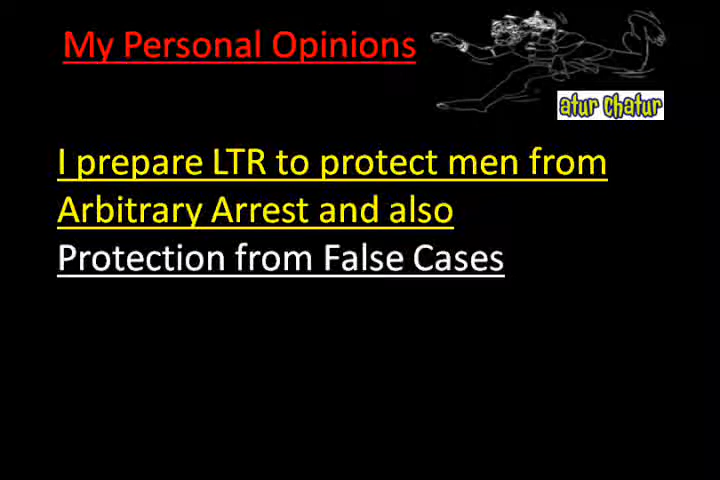 My Personal Opinions
atur chatur
I prepare LTR to protect men from
Arbitrary Arrest and also
Protection from False Cases